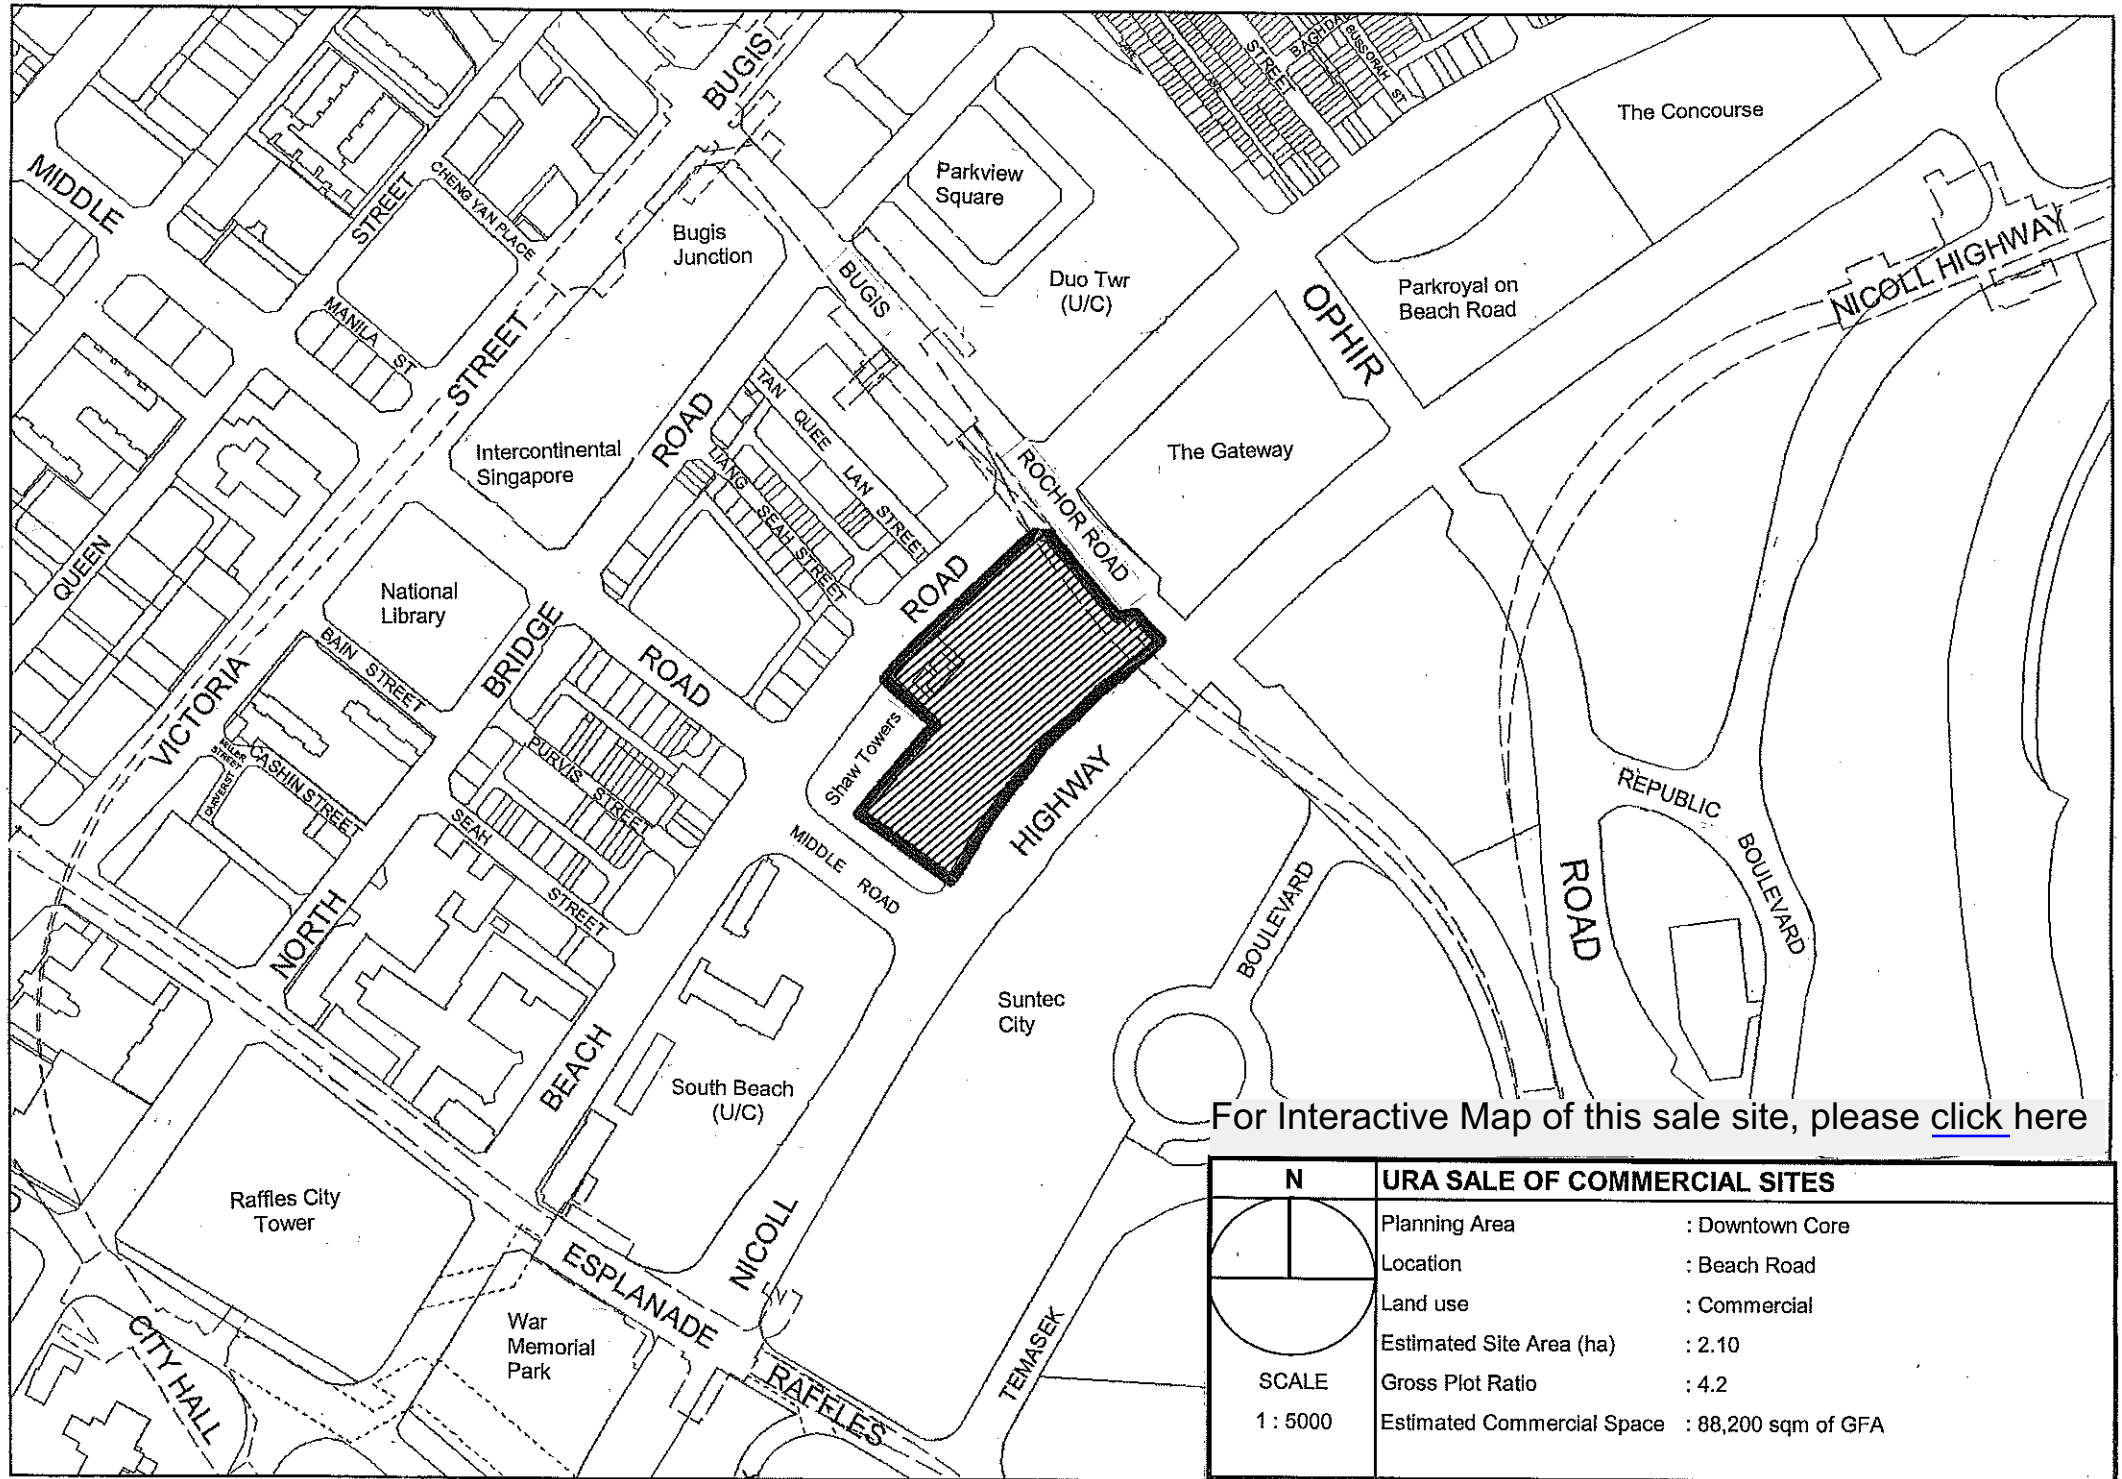 BUGIS
STREET
BAGHDAD
BUSSORAH
ST
The Concourse
MIDDLE
STREET
CHENG YAN PLACE
Parkview
Square
Bugis
Junction
NICOLL HIGHWAY
BUGIS
Duo Twr
(U/C)
OPHIR
Parkroyal on
Beach Road
MANILA ST
STREET
TAN QUEE LAN STREET
ROAD
Intercontinental
Singapore
LIANG SEAH STREET
The Gateway
ROCHOR ROAD
QUEEN
National
Library
ROAD
BAIN STREET
BRIDGE
ROAD
VICTORIA
CASHIN STREET
CARVER ST
PURVIS STREET
Shaw Towers
HIGHWAY
REPUBLIC
BOULEVARD
SEAH
STREET
MIDDLE ROAD
NORTH
BOULEVARD
ROAD
Suntec
City
BEACH
South Beach
(U/C)
For Interactive Map of this sale site, please click here
Raffles City
Tower
NICOLL
ESPLANADE
War
Memorial
Park
CITY HALL
RAFFLES
TEMASEK
N
SCALE
1 : 5000
URA SALE OF COMMERCIAL SITES
Planning Area : Downtown Core
Location : Beach Road
Land use : Commercial
Estimated Site Area (ha) : 2.10
Gross Plot Ratio : 4.2
Estimated Commercial Space : 88,200 sqm of GFA